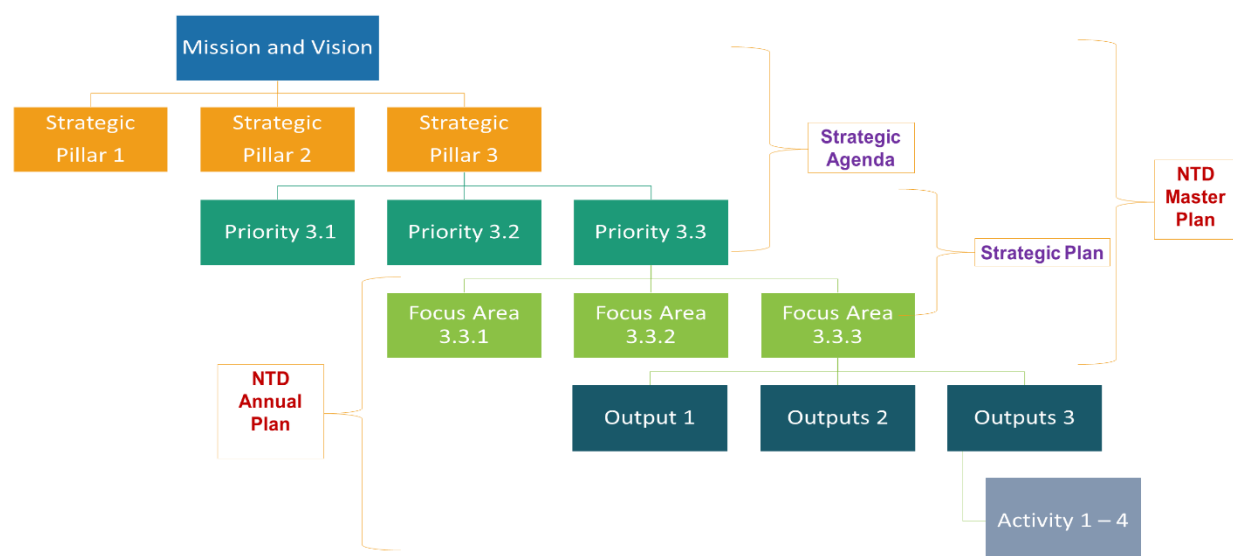 Mission and Vision
Strategic
Pillar 1
Strategic
Pillar 2
Strategic
Pillar 3
Strategic
Agenda
NTD
Master
Plan
Priority 3.1
Priority 3.2
Priority 3.3
Strategic Plan
Focus Area
3.3.1
Focus Area
3.3.2
Focus Area
3.3.3
NTD
Annual
Plan
Output 1
Outputs 2
Outputs 3
Activity 1 – 4